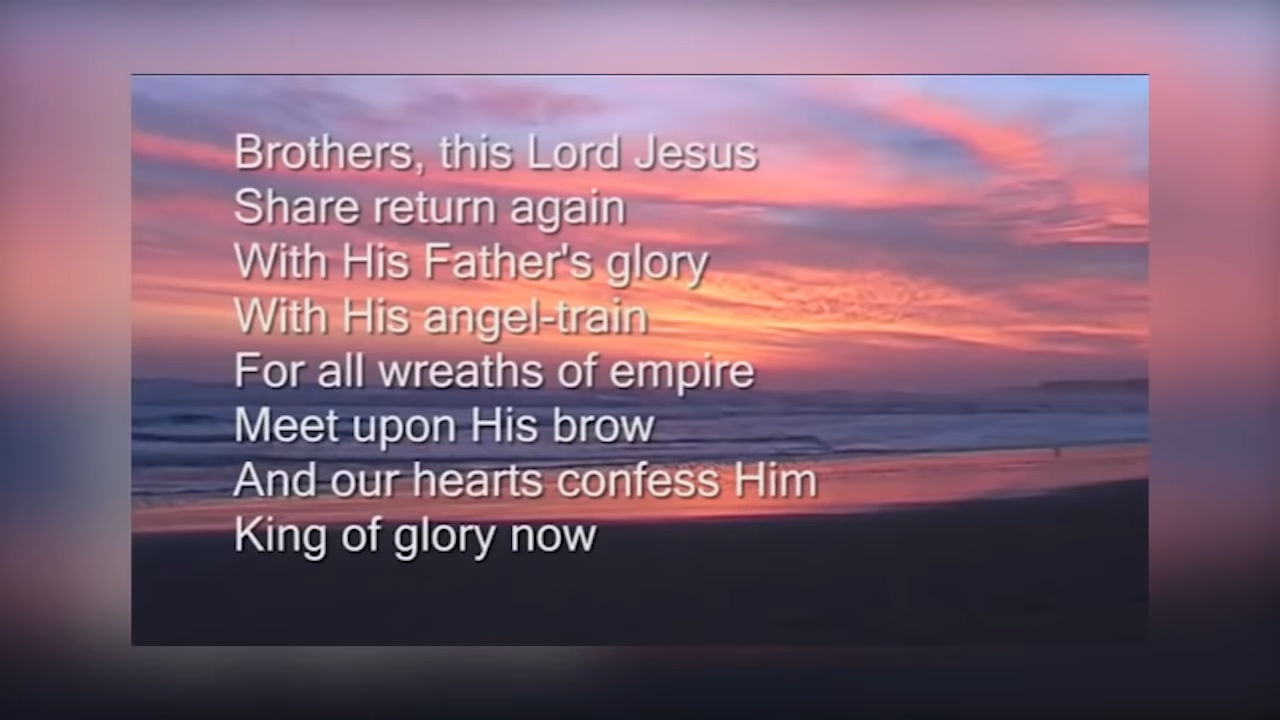 Brothers, this Lord Jesus
Share return again
With His Father's glory
With His angel-train
For all wreaths of empire
Meet upon His brow
And our hearts confess Him
King of glory now